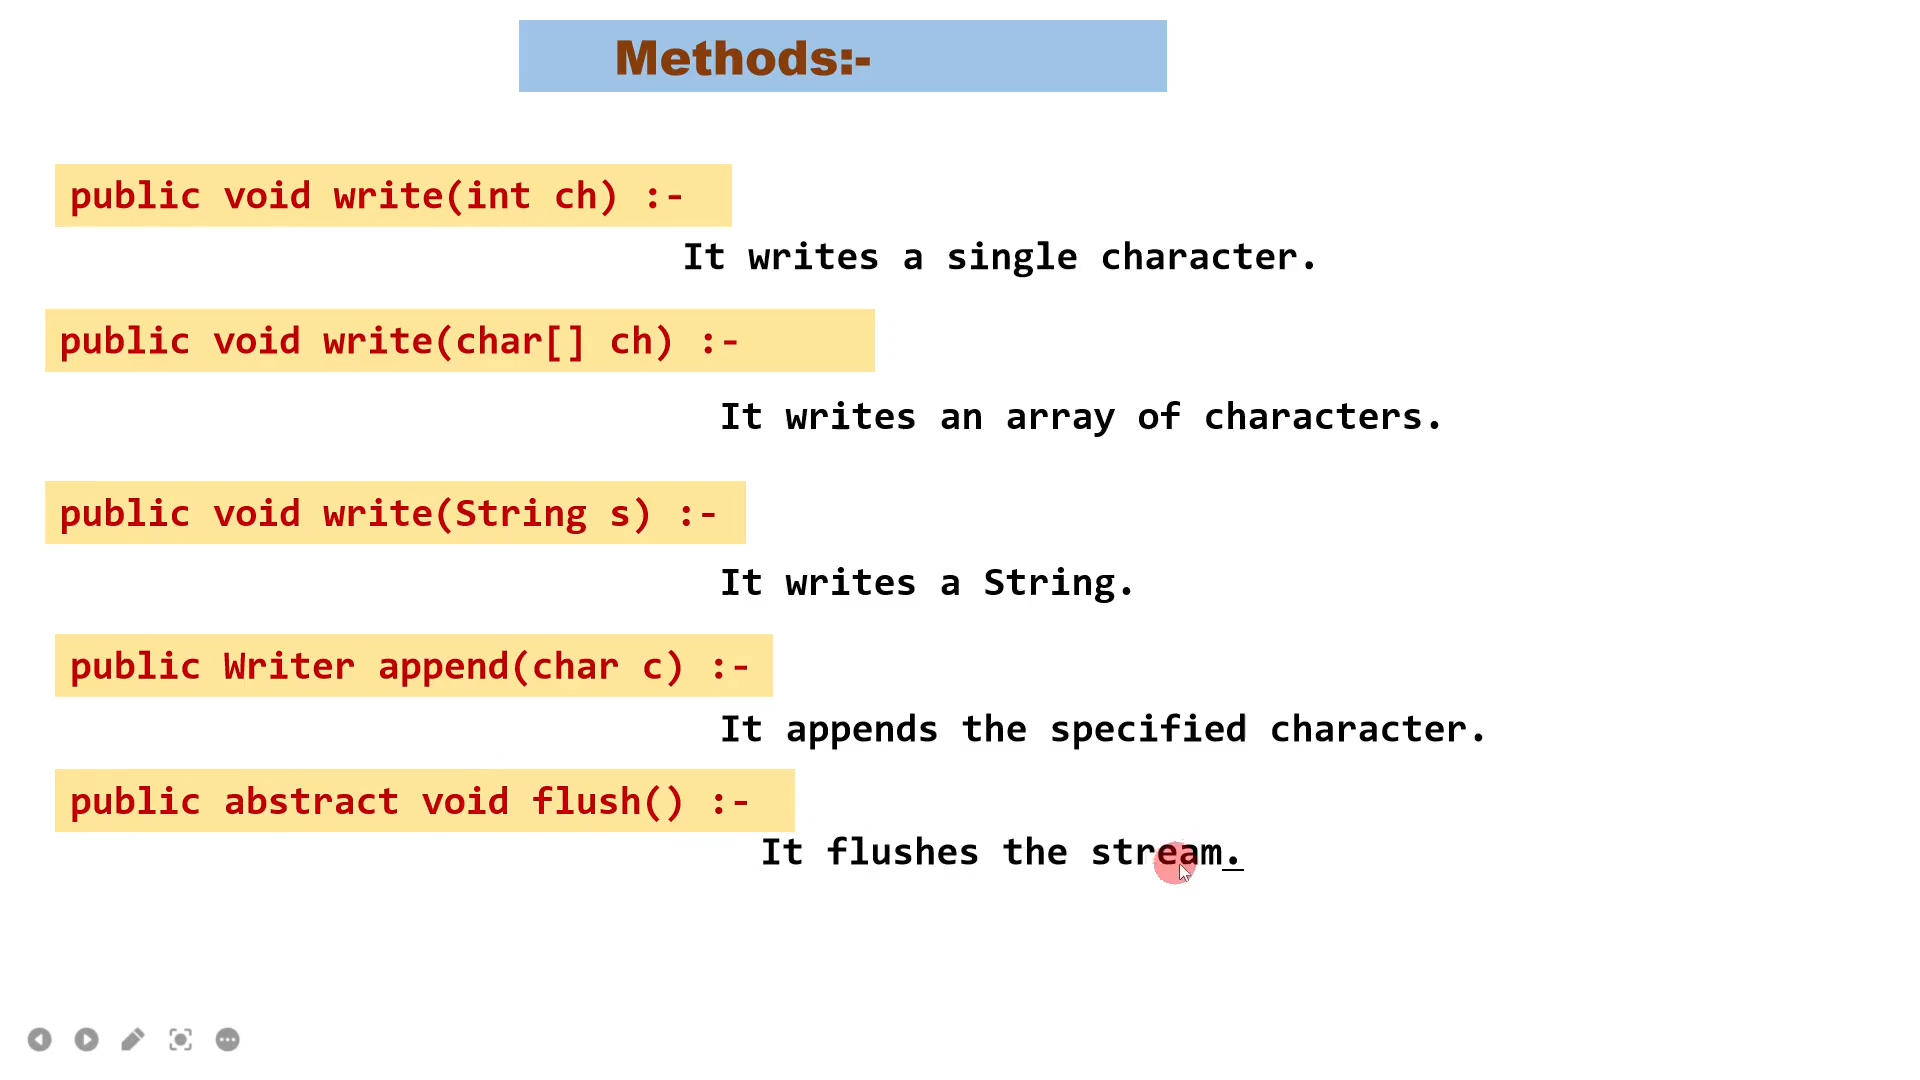 Methods:-
public void write(int ch) :-
It writes a single character.
public void write(char[] ch) :-
It writes an array of characters.
public void write(String s) :-
It writes a String.
public Writer append(char c) :-
It appends the specified character.
public abstract void flush() :-
It flushes the stream.